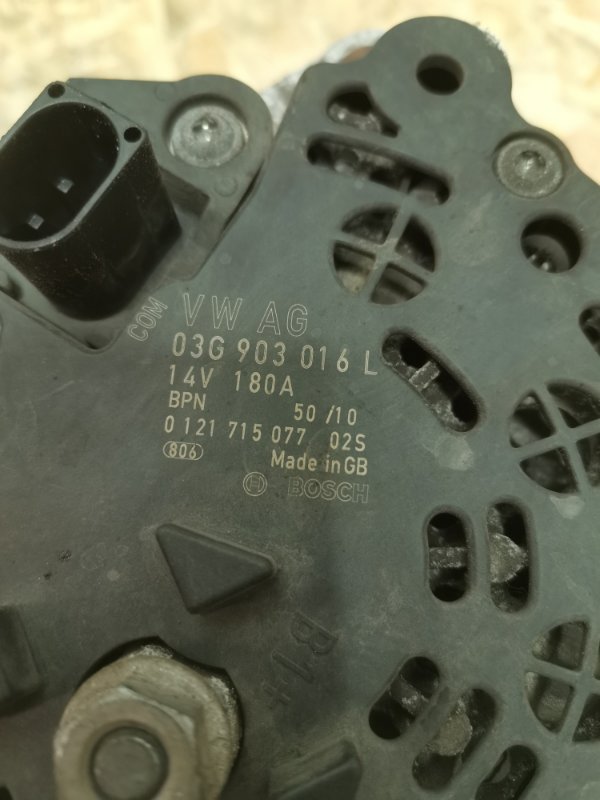 COM
VW AG
03G 903 016 L
14V 180A
BPN 50/10
0 121 715 077 02S
806 Made in GB
BOSCH
B1+